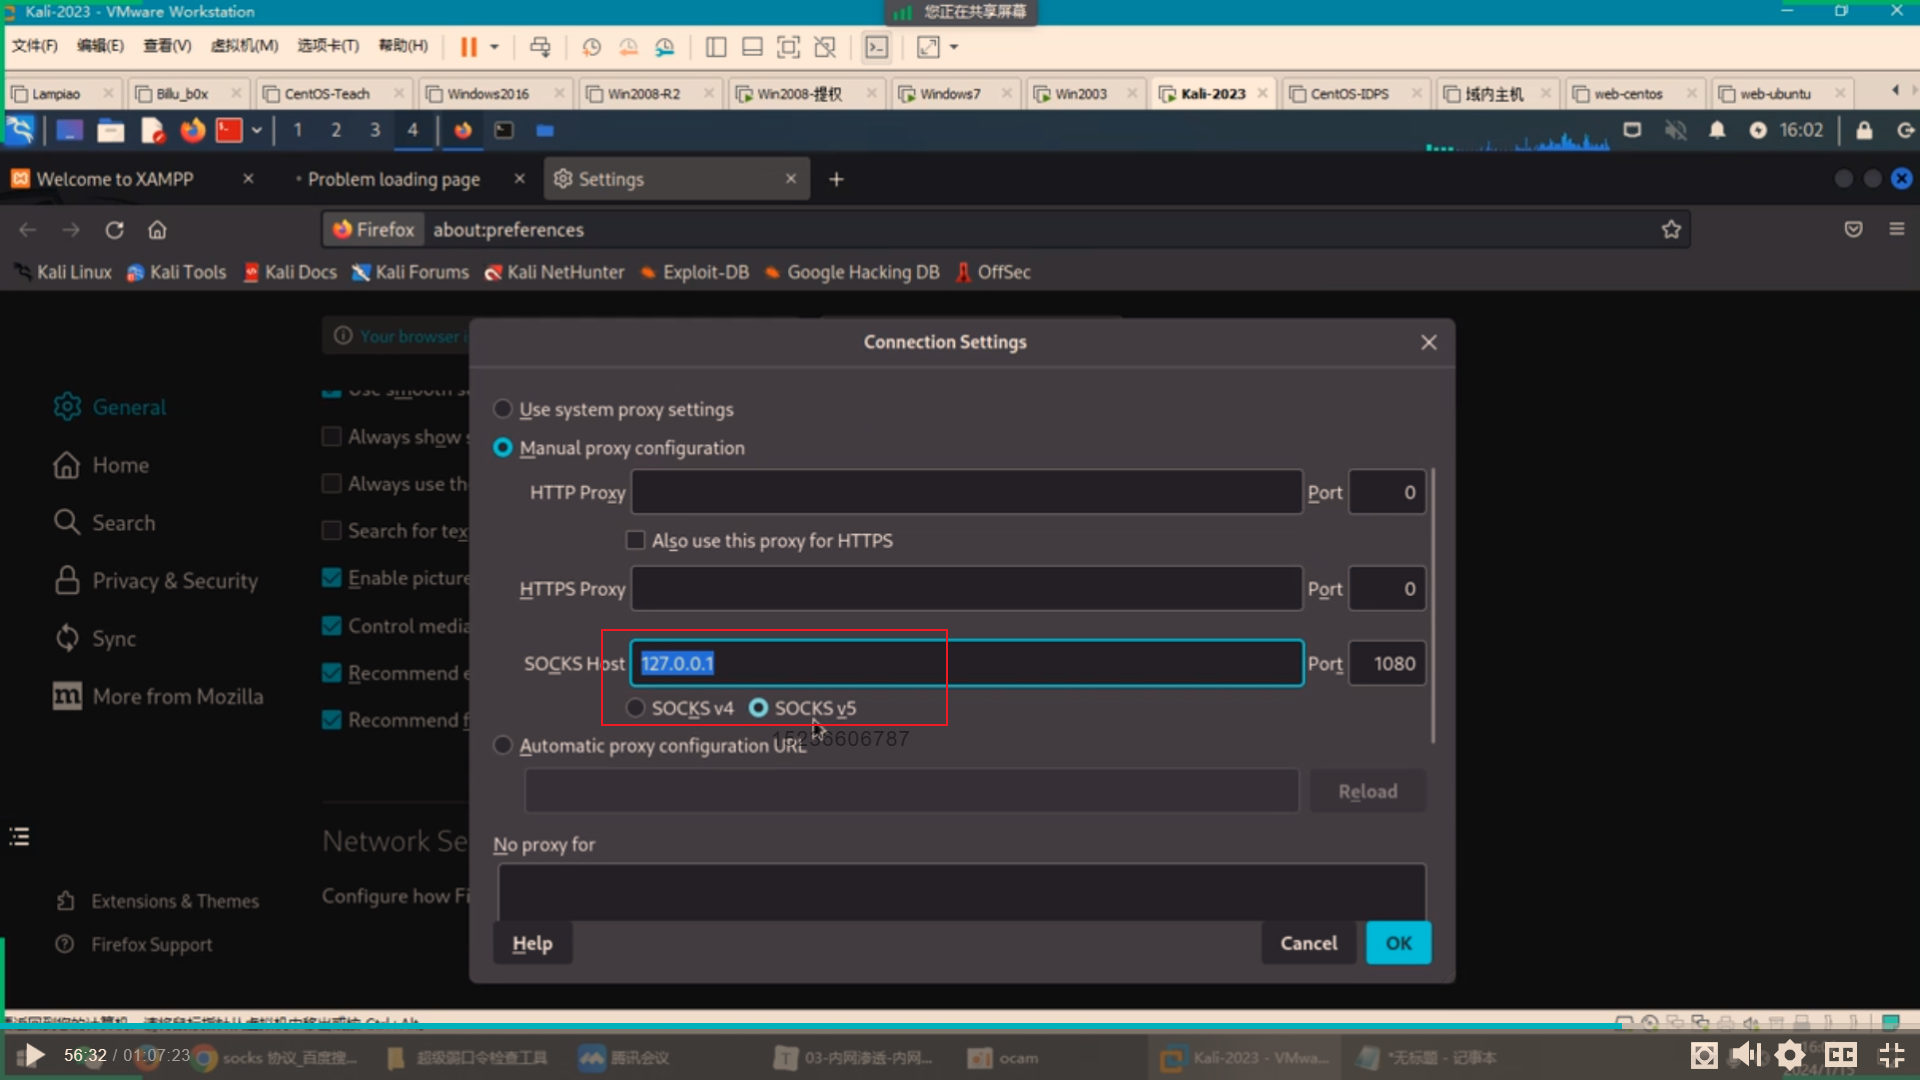 Kali-2023 - VMware Workstation
您正在共享屏幕
文件(F) 编辑(E) 查看(V) 虚拟机(M) 选项卡(T) 帮助(H)
Lampiao Billu_b0x CentOS-Teach Windows2016 Win2008-R2 Win2008-提权 Windows7 Win2003 Kali-2023 CentOS-IDPS 域内主机 web-centos web-ubuntu
1 2 3 4 16:02
Welcome to XAMPP Problem loading page Settings
Firefox about:preferences
Kali Linux Kali Tools Kali Docs Kali Forums Kali NetHunter Exploit-DB Google Hacking DB OffSec
Your browser i
Connection Settings
General
Use smooth s
Use system proxy settings
Always show s
Manual proxy configuration
Home
Always use th
HTTP Proxy Port 0
Search
Search for tex
Also use this proxy for HTTPS
Privacy & Security
Enable picture
HTTPS Proxy Port 0
Sync
Control media
SOCKS Host 127.0.0.1 Port 1080
Recommend e
More from Mozilla
Recommend f
SOCKS v4 SOCKS v5
15236606787
Automatic proxy configuration URL
Reload
Network Se
No proxy for
Configure how Fi
Extensions & Themes
Firefox Support
Help Cancel OK
56:32 / 01:07:23
socks 协议_百度搜... 超级弱口令检查工具 腾讯会议 03-内网渗透-内网... ocam Kali-2023 - VMwa... *无标题 - 记事本
CC